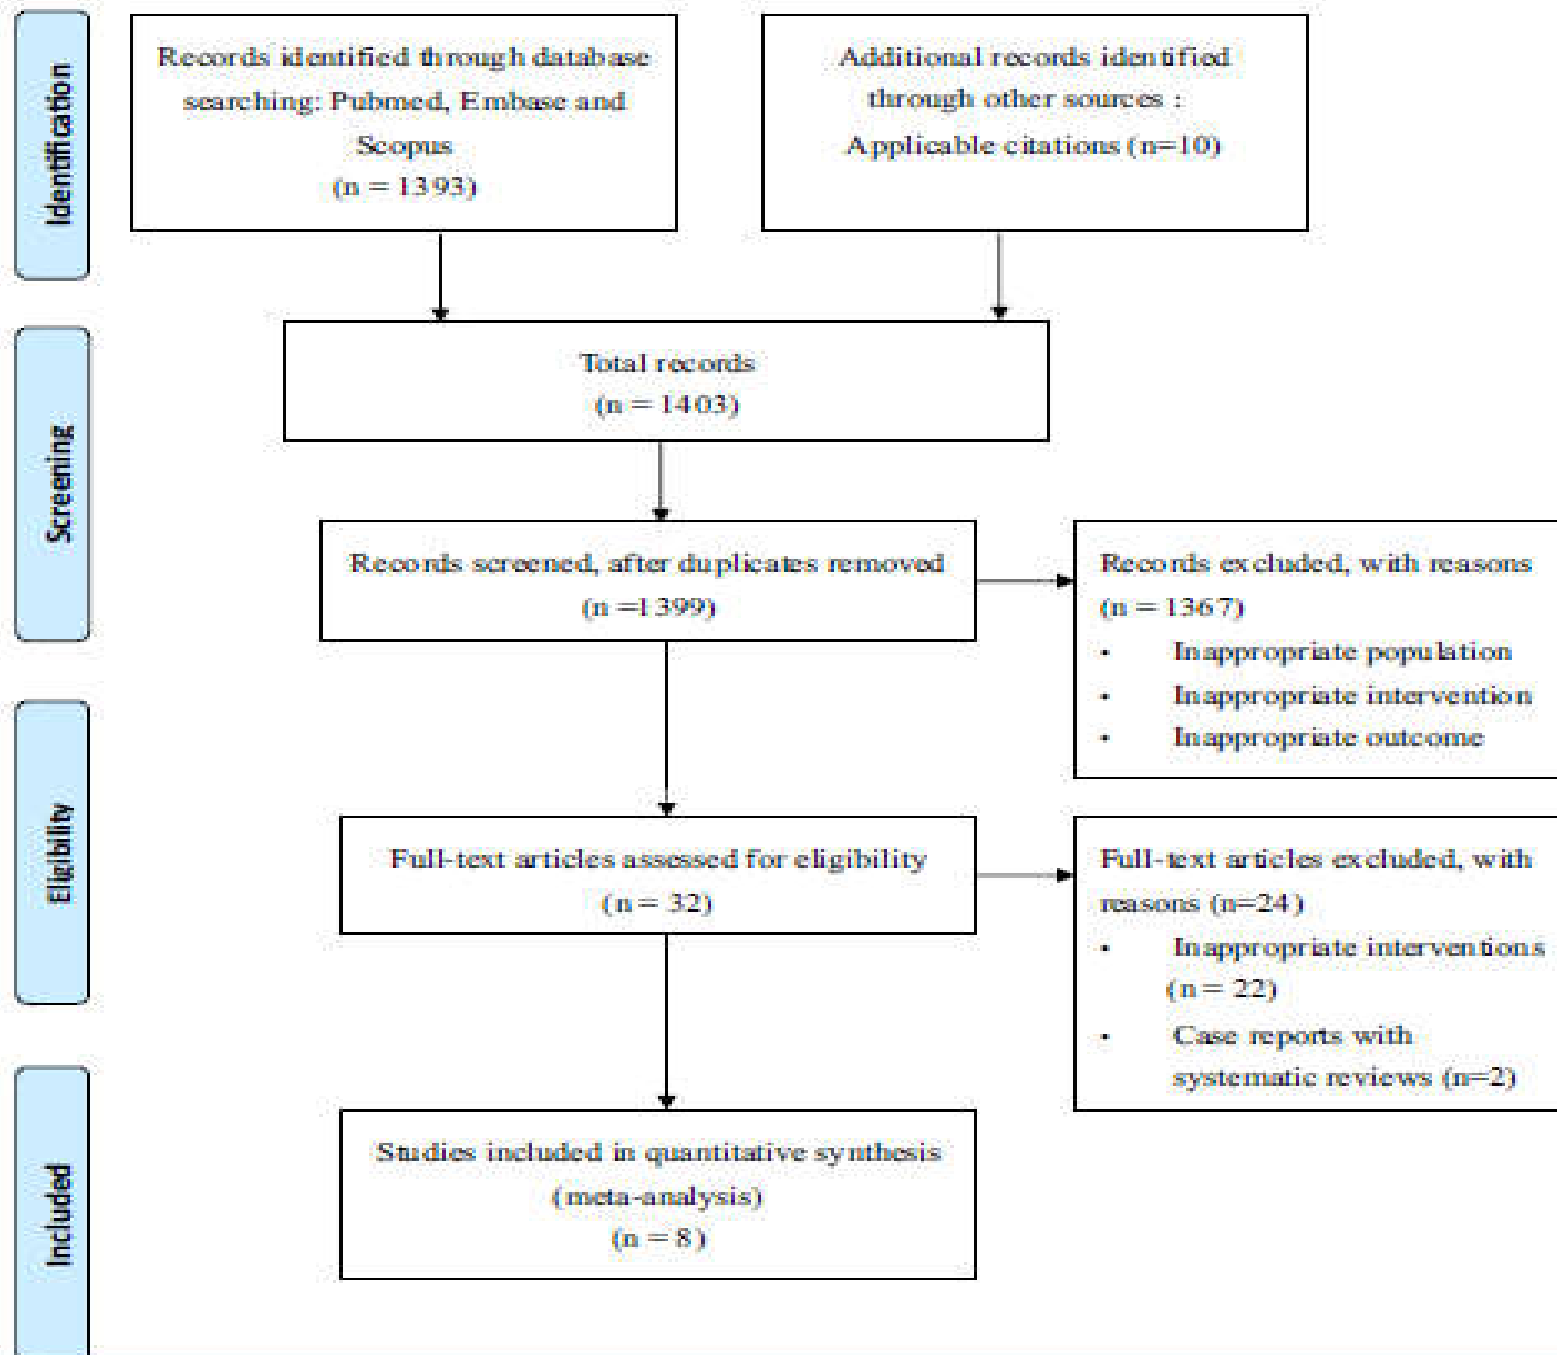 Identification
Records identified through database
searching: Pubmed, Embase and
Scopus
(n = 1393)
Additional records identified
through other sources :
Applicable citations (n=10)
Screening
Total records
(n = 1403)
Records screened, after duplicates removed
(n =1399)
Records excluded, with reasons
(n = 1367)
• Inappropriate population
• Inappropriate intervention
• Inappropriate outcome
Eligibility
Full-text articles assessed for eligibility
(n = 32)
Full-text articles excluded, with
reasons (n=24)
• Inappropriate interventions
(n = 22)
• Case reports with
systematic reviews (n=2)
Included
Studies included in quantitative synthesis
(meta-analysis)
(n = 8)